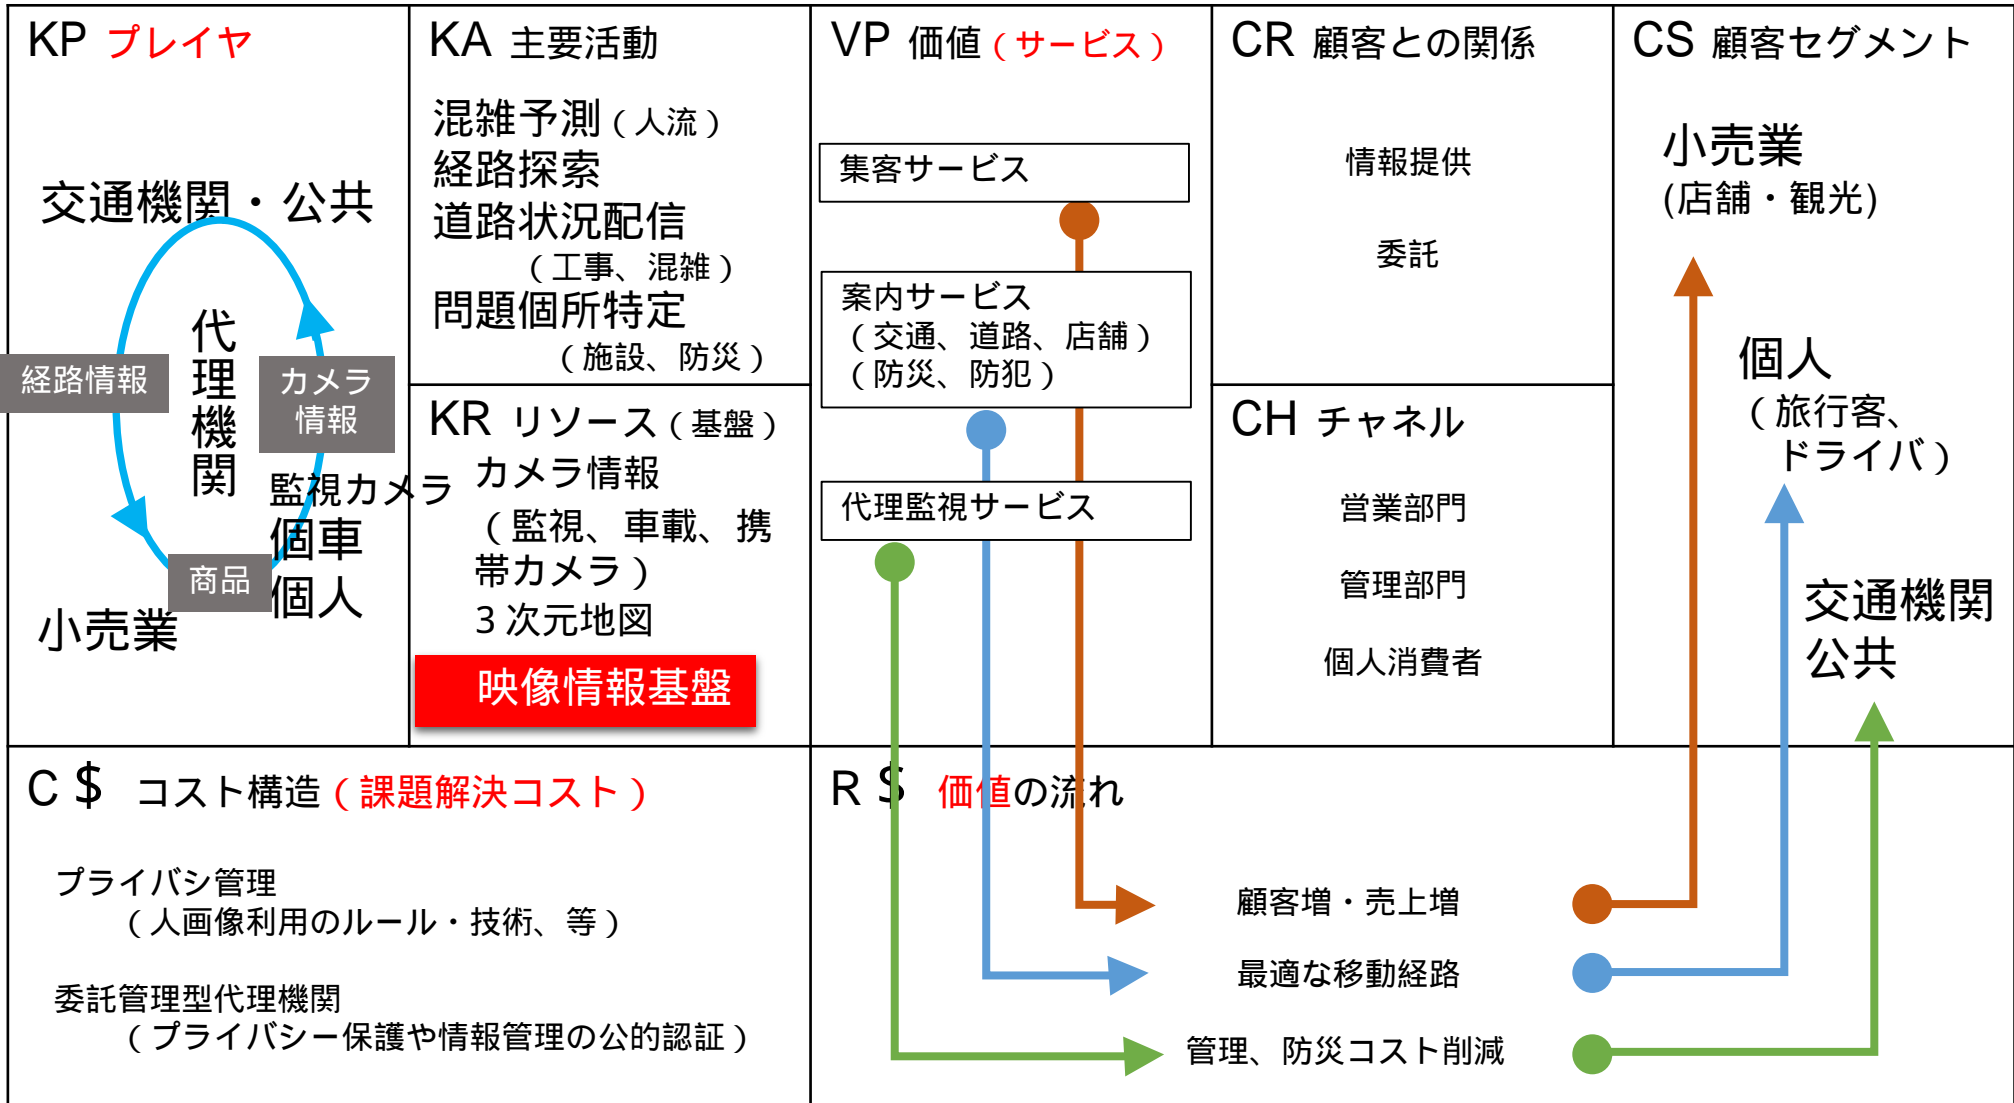 KP プレイヤ
交通機関・公共
代理機関
経路情報
カメラ
情報
監視カメラ
個車
個人
商品
小売業
KA 主要活動
混雑予測（人流）
経路探索
道路状況配信
（工事、混雑）
問題個所特定
（施設、防災）
KR リソース（基盤）
カメラ情報
（監視、車載、携
帯カメラ）
３次元地図
映像情報基盤
VP 価値（サービス）
集客サービス
案内サービス
（交通、道路、店舗）
（防災、防犯）
代理監視サービス
CR 顧客との関係
情報提供
委託
CH チャネル
営業部門
管理部門
個人消費者
CS 顧客セグメント
小売業
(店舗・観光)
個人
（旅行客、
ドライバ）
交通機関
公共
C＄ コスト構造（課題解決コスト）
プライバシ管理
（人画像利用のルール・技術、等）
委託管理型代理機関
（プライバシー保護や情報管理の公的認証）
R＄ 価値の流れ
顧客増・売上増
最適な移動経路
管理、防災コスト削減